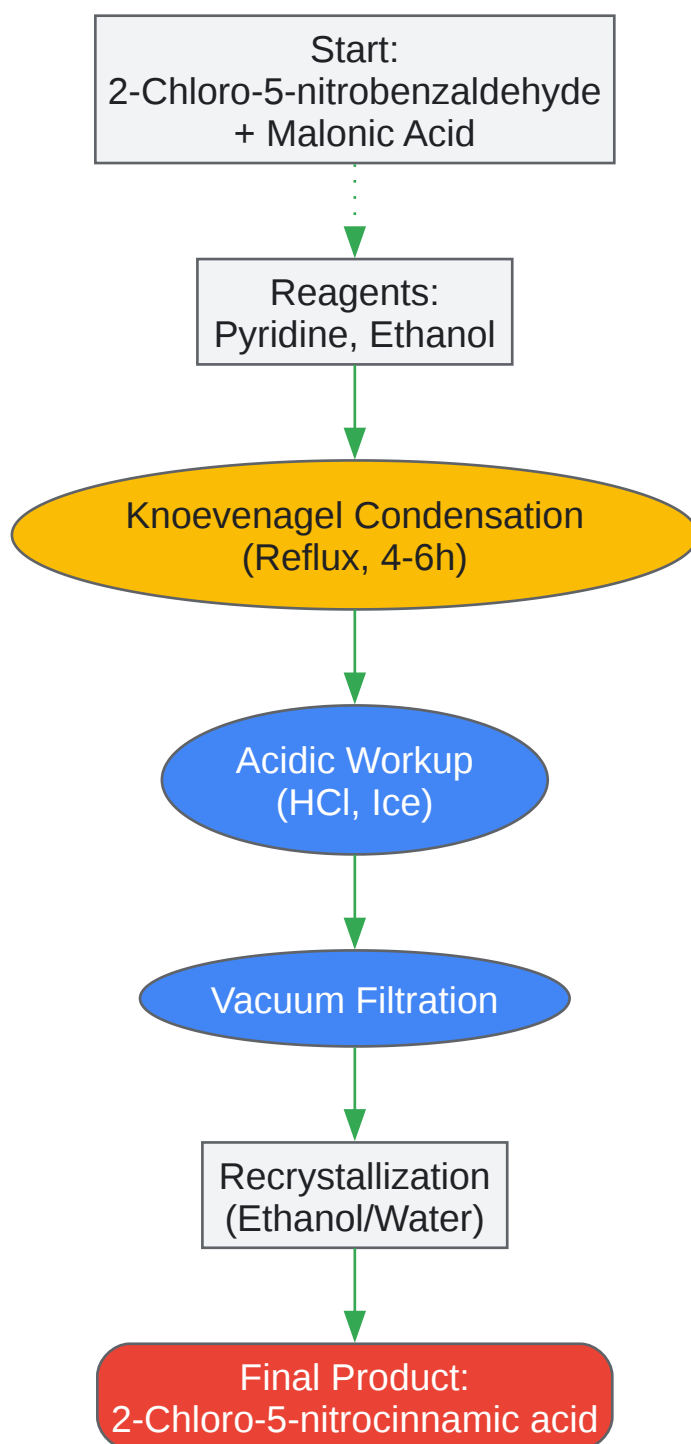 Start:
2-Chloro-5-nitrobenzaldehyde
+ Malonic Acid
Reagents:
Pyridine, Ethanol
Knoevenagel Condensation
(Reflux, 4-6h)
Acidic Workup
(HCl, Ice)
Vacuum Filtration
Recrystallization
(Ethanol/Water)
Final Product:
2-Chloro-5-nitrocinnamic acid